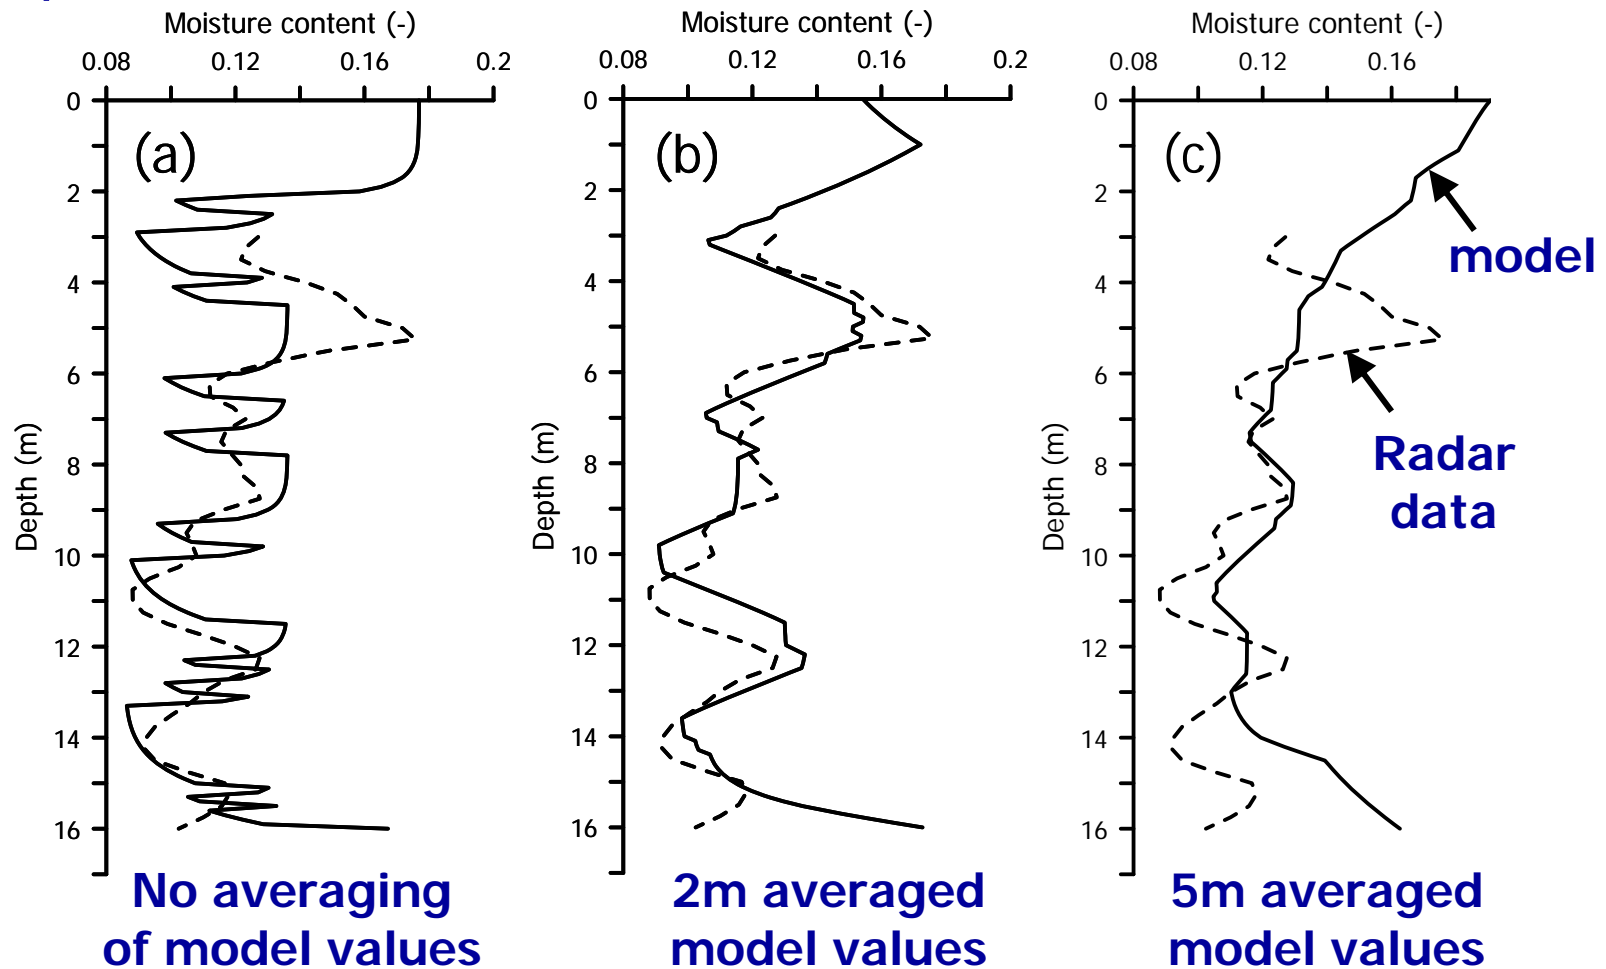 Moisture content (-)
0.08 0.12 0.16 0.2
0
2
4
6
8
10
12
14
16
Depth (m)
(a)
No averaging
of model values
Moisture content (-)
0.08 0.12 0.16 0.2
0
2
4
6
8
10
12
14
16
Depth (m)
(b)
2m averaged
model values
Moisture content (-)
0.08 0.12 0.16
0
2
4
6
8
10
12
14
16
Depth (m)
(c)
model
Radar
data
5m averaged
model values